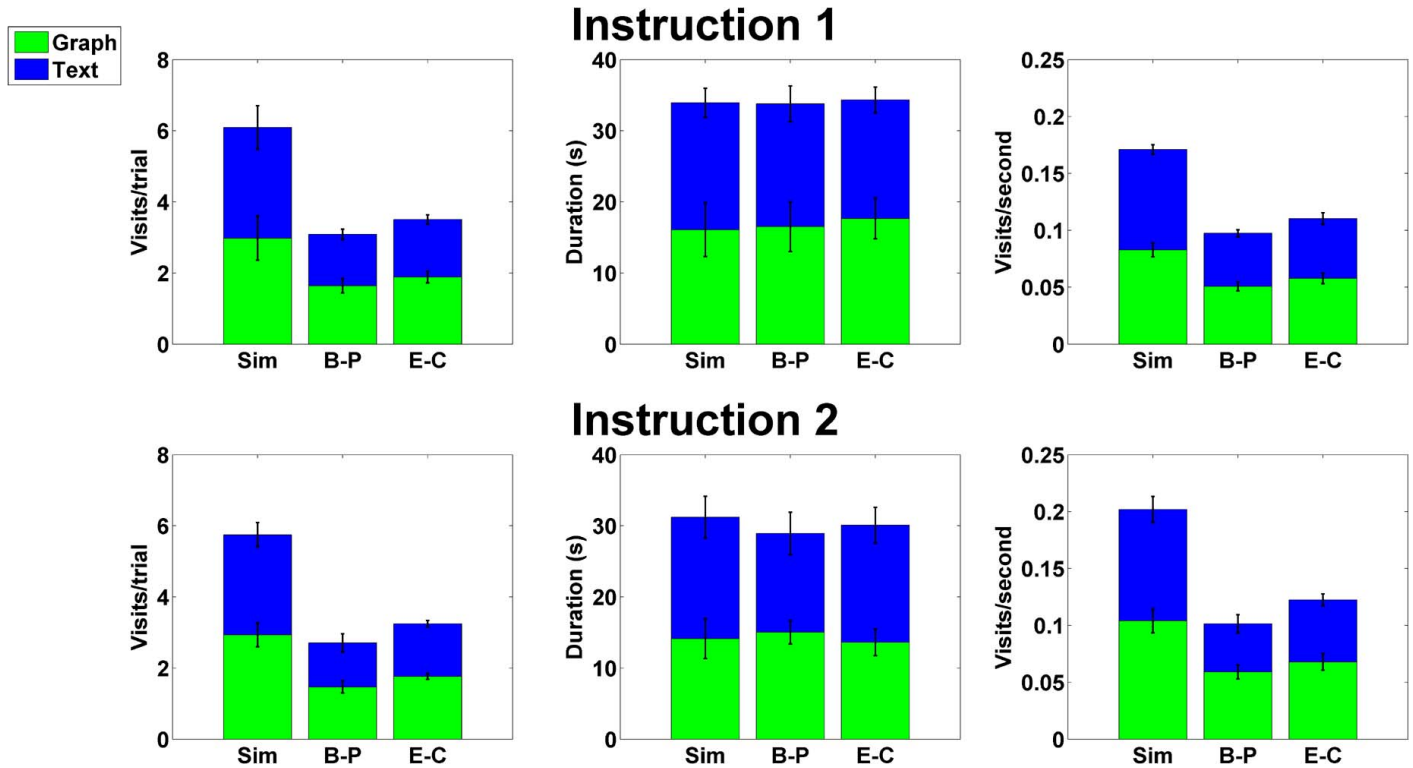 Instruction 1
Graph
Text
Visits/trial
8
6
4
2
0
Sim B-P E-C
Duration (s)
40
30
20
10
0
Sim B-P E-C
Visits/second
0.25
0.2
0.15
0.1
0.05
0
Sim B-P E-C
Instruction 2
Visits/trial
8
6
4
2
0
Sim B-P E-C
Duration (s)
40
30
20
10
0
Sim B-P E-C
Visits/second
0.25
0.2
0.15
0.1
0.05
0
Sim B-P E-C